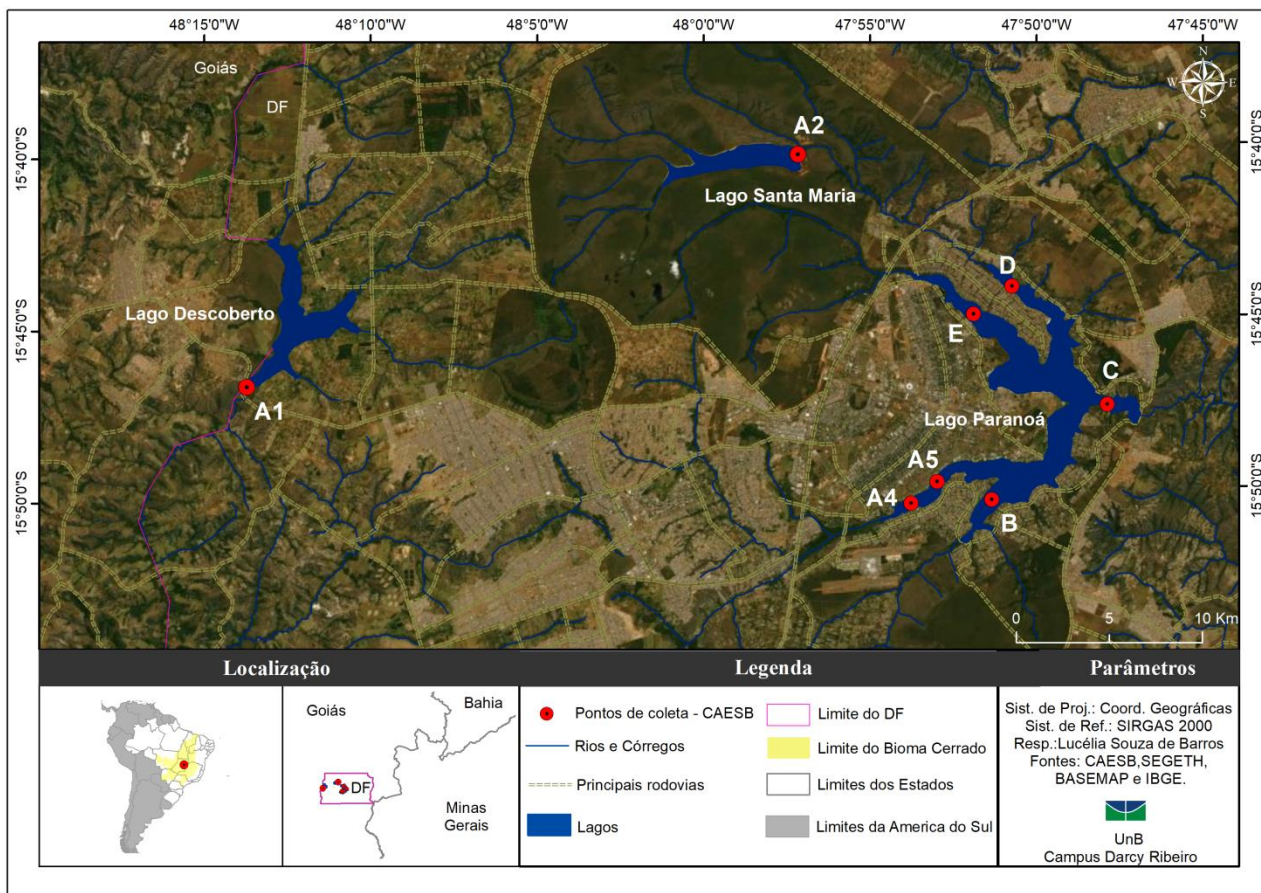 48°15'0"W
48°10'0"W
48°5'0"W
48°0'0"W
47°55'0"W
47°50'0"W
47°45'0"W
Goiás
DF
N
W
E
S
A2
15°40'0"S
15°40'0"S
Lago Santa Maria
D
Lago Descoberto
15°45'0"S
15°45'0"S
E
C
A1
Lago Paranoá
A5
A4
B
15°50'0"S
15°50'0"S
0 5 10 Km
Localização
Legenda
Parâmetros
Goiás
Bahia
DF
Minas
Gerais
Pontos de coleta - CAESB
Rios e Córregos
Principais rodovias
Lagos
Limite do DF
Limite do Bioma Cerrado
Limites dos Estados
Limites da America do Sul
Sist. de Proj.: Coord. Geográficas
Sist. de Ref.: SIRGAS 2000
Resp.:Lucélia Souza de Barros
Fontes: CAESB,SEGETH,
BASEMAP e IBGE.
UnB
Campus Darcy Ribeiro